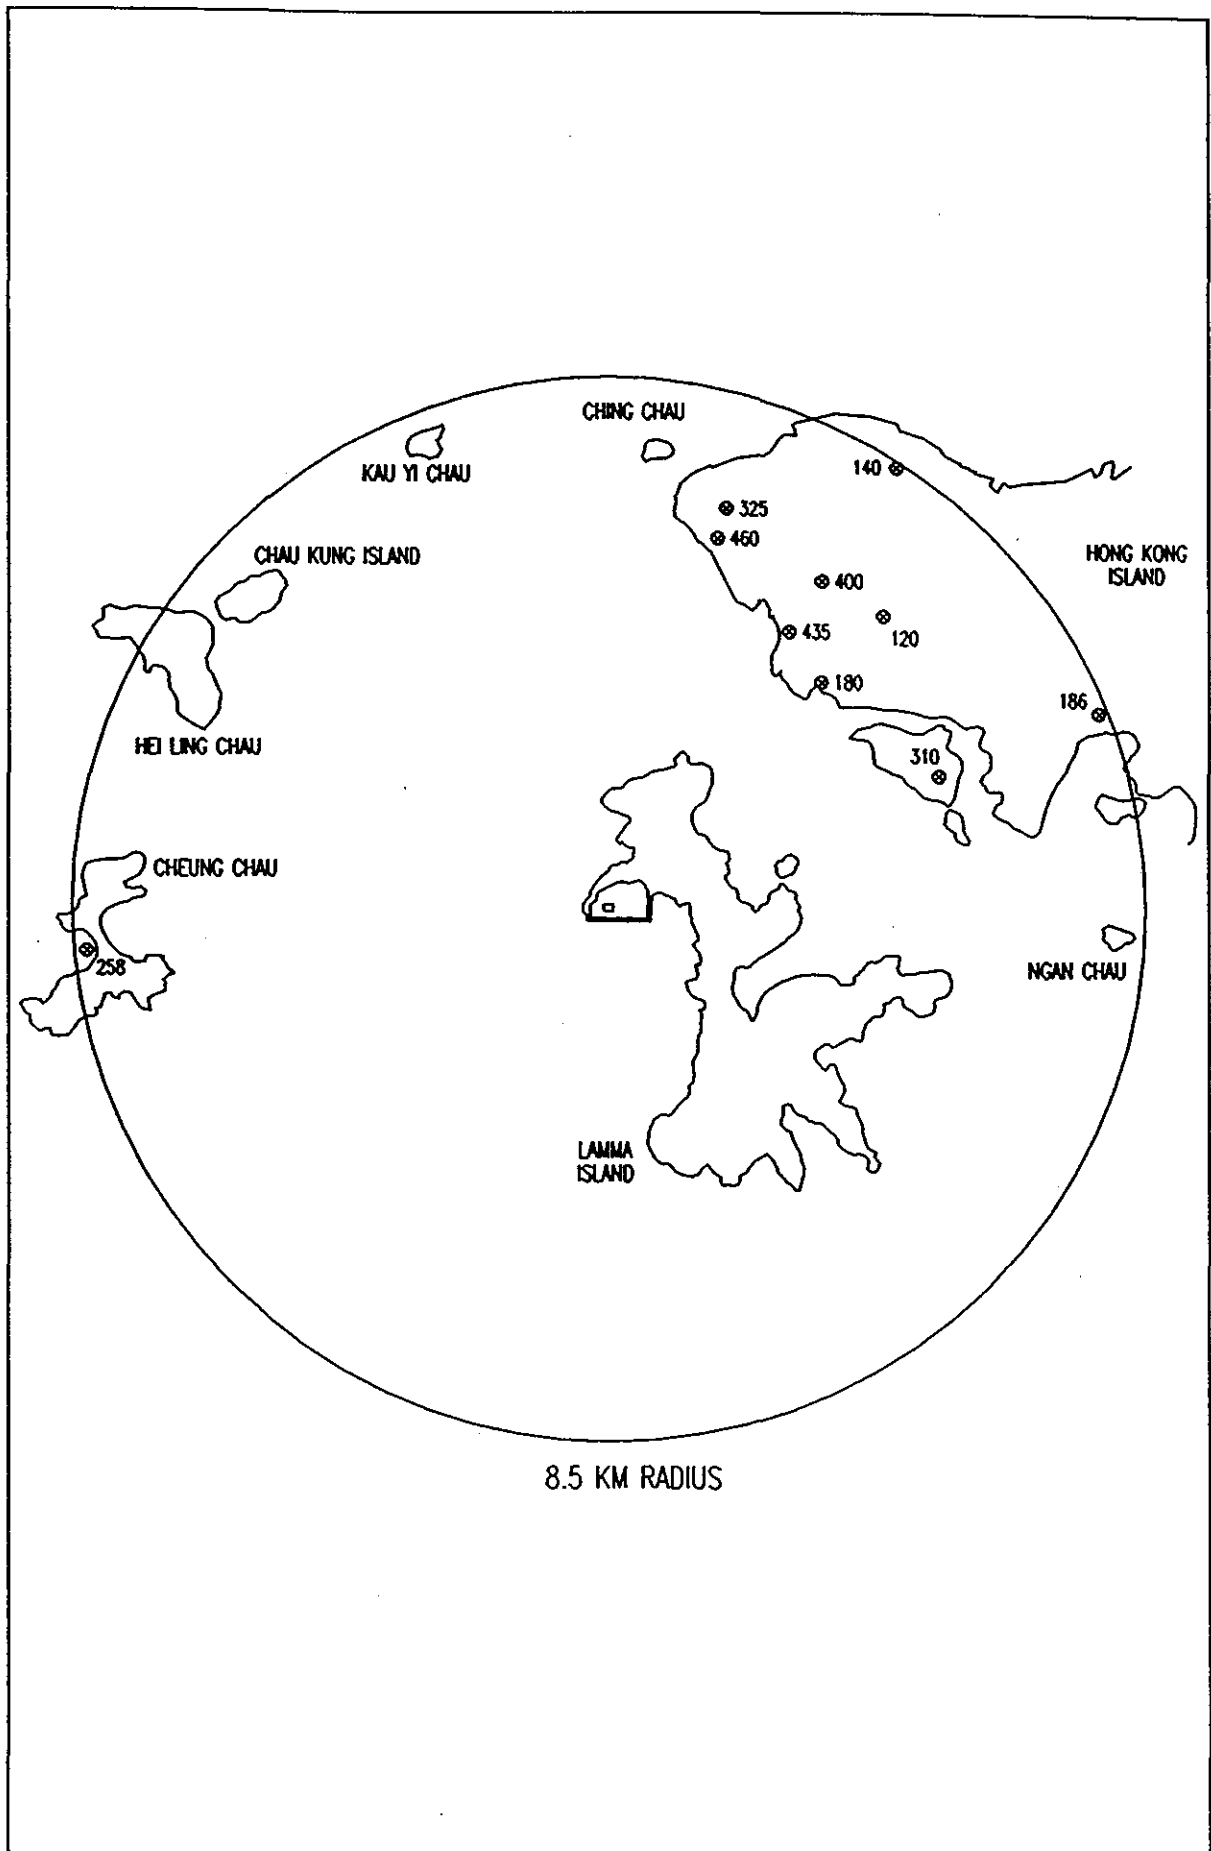 CHING CHAU
KAU YI CHAU
140
325
460
CHAU KUNG ISLAND
HONG KONG
ISLAND
400
435
120
180
186
HEI LING CHAU
310
CHEUNG CHAU
258
NGAN CHAU
LAMMA
ISLAND
8.5 KM RADIUS